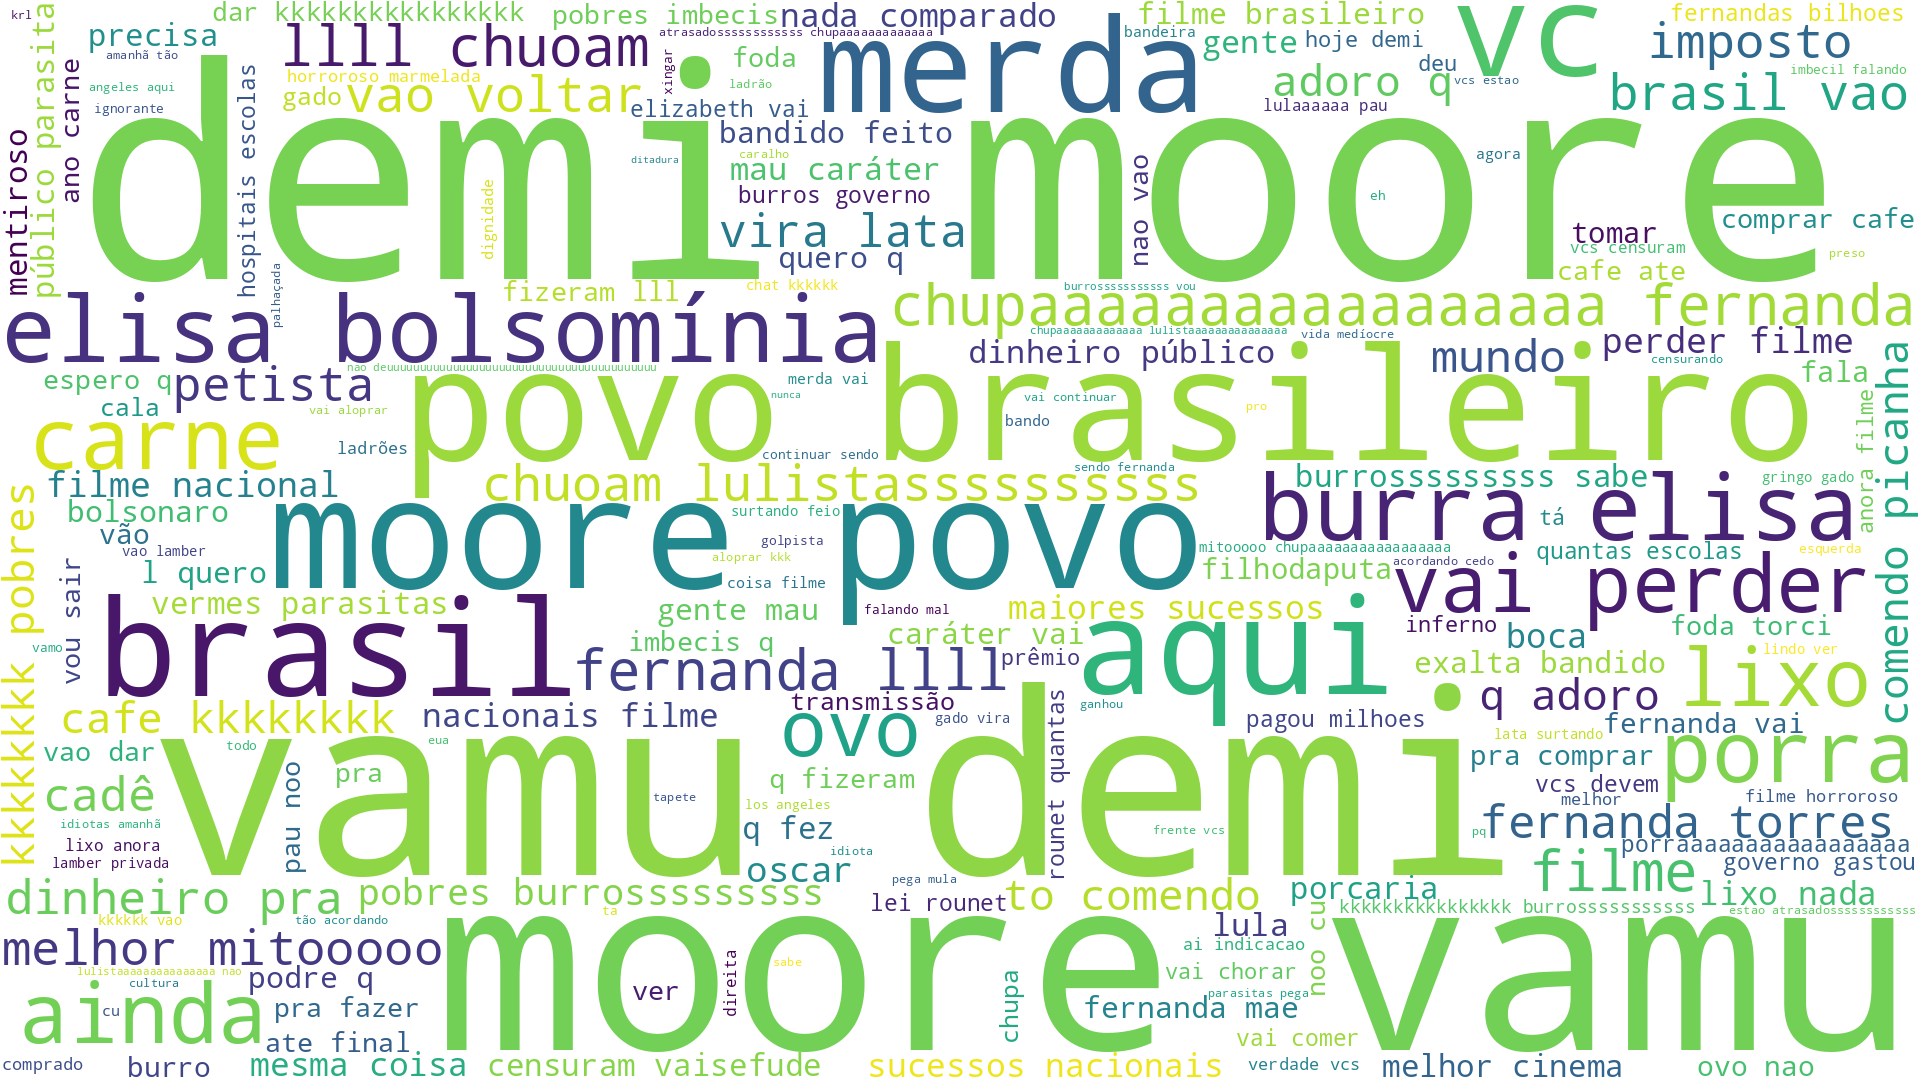 krl
dar kkkkkkkkkkkkkkkk
pobres imbecis
nada comparado
filme brasileiro
vc
fernandas bilhoes
precisa
llll chuoam
atrasadosssssssssssss chupaaaaaaaaaaaaaa
merda
bandeira
gente
hoje demi
imposto
amanhã tão
foda
deu
imbecil falando
público parasita
ano carne
angeles aqui
horroroso marmelada
gado
vao voltar
xingar
ladrão
adoro q
vcs estao
brasil vao
ignorante
elizabeth vai
lulaaaaaa pau
hospitais escolas
bandido feito
demi moore
ditadura
caralho
agora
mentiroso
mau caráter
nao vao
dignidade
burros governo
eh
vira lata
tomar
comprar cafe
quero q
vcs censuram
preso
palhaçada
fizeram lll
chat kkkkkk
burrosssssssssss vou
cafe ate
elisa bolsomínia
chupaaaaaaaaaaaaaaaaa fernanda
chupaaaaaaaaaaaaa lulistaaaaaaaaaaaaaaa
vida medíocre
dinheiro público
mundo
perder filme
censurando
espero q
petista
nao deuuuuuuuuuuuuuuuuuuuuuuuuuuuuuuuuuuuuuuuuu
merda vai
povo brasileiro
fala
cala
vai aloprar
nunca
vai continuar
pro
bando
carne
ladrões
continuar sendo
sendo fernanda
anora filme
comendo picanha
filme nacional
chuoam lulistassssssssss
burrosssssssss sabe
gringo gado
bolsonaro
moore povo
surtando feio
burra elisa
vão
golpista
tá
vao lamber
aloprar kkk
mitooooo chupaaaaaaaaaaaaaaaaa
quantas escolas
esquerda
l quero
coisa filme
filhodaputa
acordando cedo
vai perder
kkkkkkkk pobres
vou sair
vermes parasitas
gente mau
falando mal
maiores sucessos
inferno
boca
foda torci
vamo
brasil
imbecis q
caráter vai
aqui
prêmio
exalta bandido
lindo ver
fernanda llll
lixo
q adoro
cafe kkkkkkkk
nacionais filme
transmissão
ovo
gado vira
ganhou
rounet quantas
pagou milhoes
fernanda vai
vao dar
todo
eua
vamu demi
lata surtando
pra comprar
porra
cadê
pau noo
pra
q fizeram
vcs devem
tapete
los angeles
melhor
filme horroroso
idiotas amanhã
q fez
frente vcs
pq
fernanda torres
lixo anora
idiota
porraaaaaaaaaaaaaaaaa
lamber privada
oscar
filme
governo gastou
dinheiro pra
pobres burrosssssssss
pega mula
lei rounet
to comendo
porcaria
lixo nada
kkkkkk vao
tão acordando
ta
kkkkkkkkkkkkkkkk burrosssssssssss
estao atrasadosssssssssssss
melhor mitooooo
moore vamu
lula
ai indicacao
noo cu
lulistaaaaaaaaaaaaaaa nao
cultura
podre q
direita
sabe
vai chorar
ainda
cu
pra fazer
ver
chupa
parasitas pega
fernanda mae
ate final
vai comer
comprado
burro
mesma coisa
censuram vaisefude
sucessos nacionais
verdade vcs
melhor cinema
ovo nao